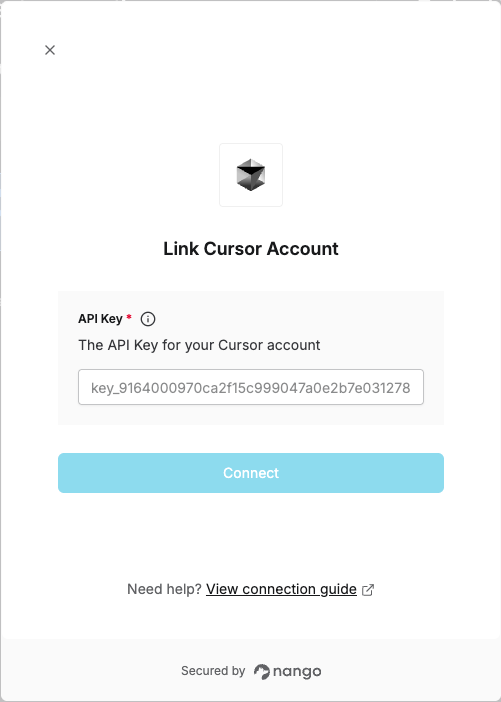 Link Cursor Account
API Key *
The API Key for your Cursor account
key_9164000970ca2f15c999047a0e2b7e031278
Connect
Need help? View connection guide
Secured by nango